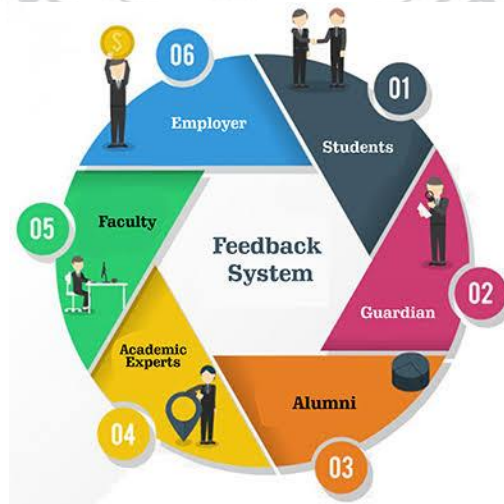 Feedback
System
01
Students
02
Guardian
03
Alumni
04
Academic
Experts
05
Faculty
06
Employer
$